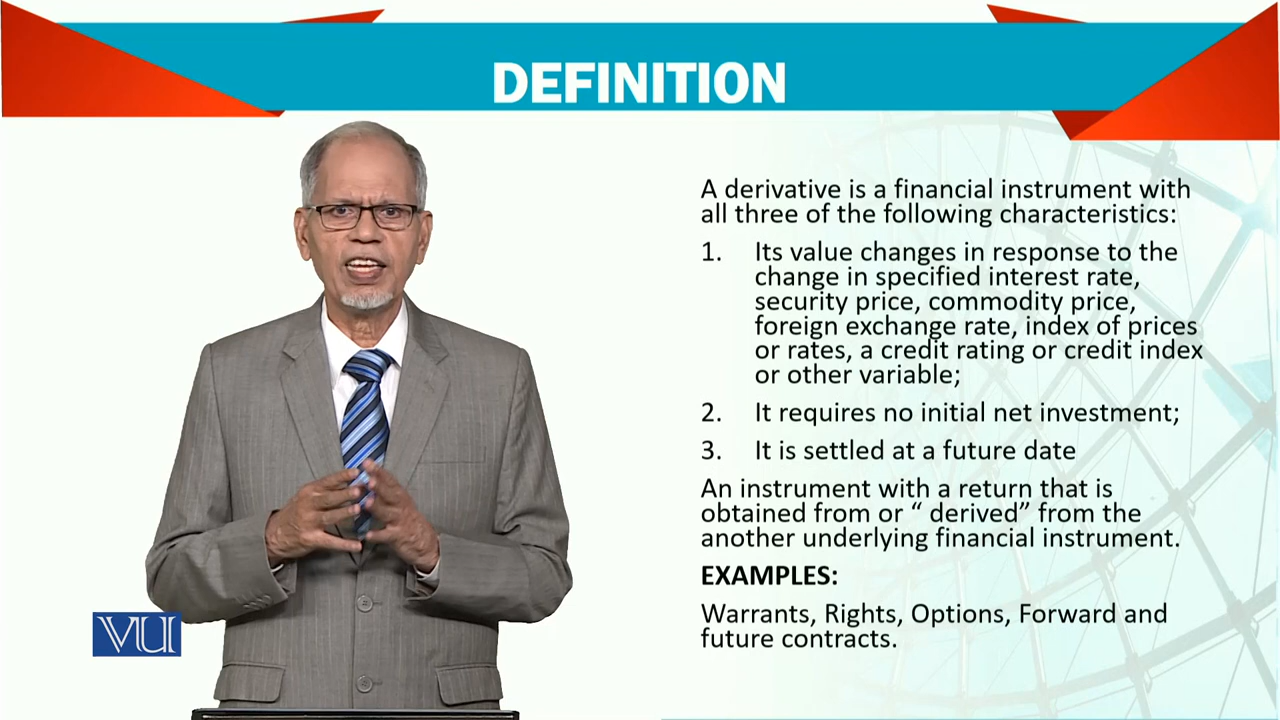 DEFINITION
A derivative is a financial instrument with
all three of the following characteristics:
1. Its value changes in response to the
change in specified interest rate,
security price, commodity price,
foreign exchange rate, index of prices
or rates, a credit rating or credit index
or other variable;
2. It requires no initial net investment;
3. It is settled at a future date
An instrument with a return that is
obtained from or “ derived” from the
another underlying financial instrument.
EXAMPLES:
Warrants, Rights, Options, Forward and
future contracts.
VU